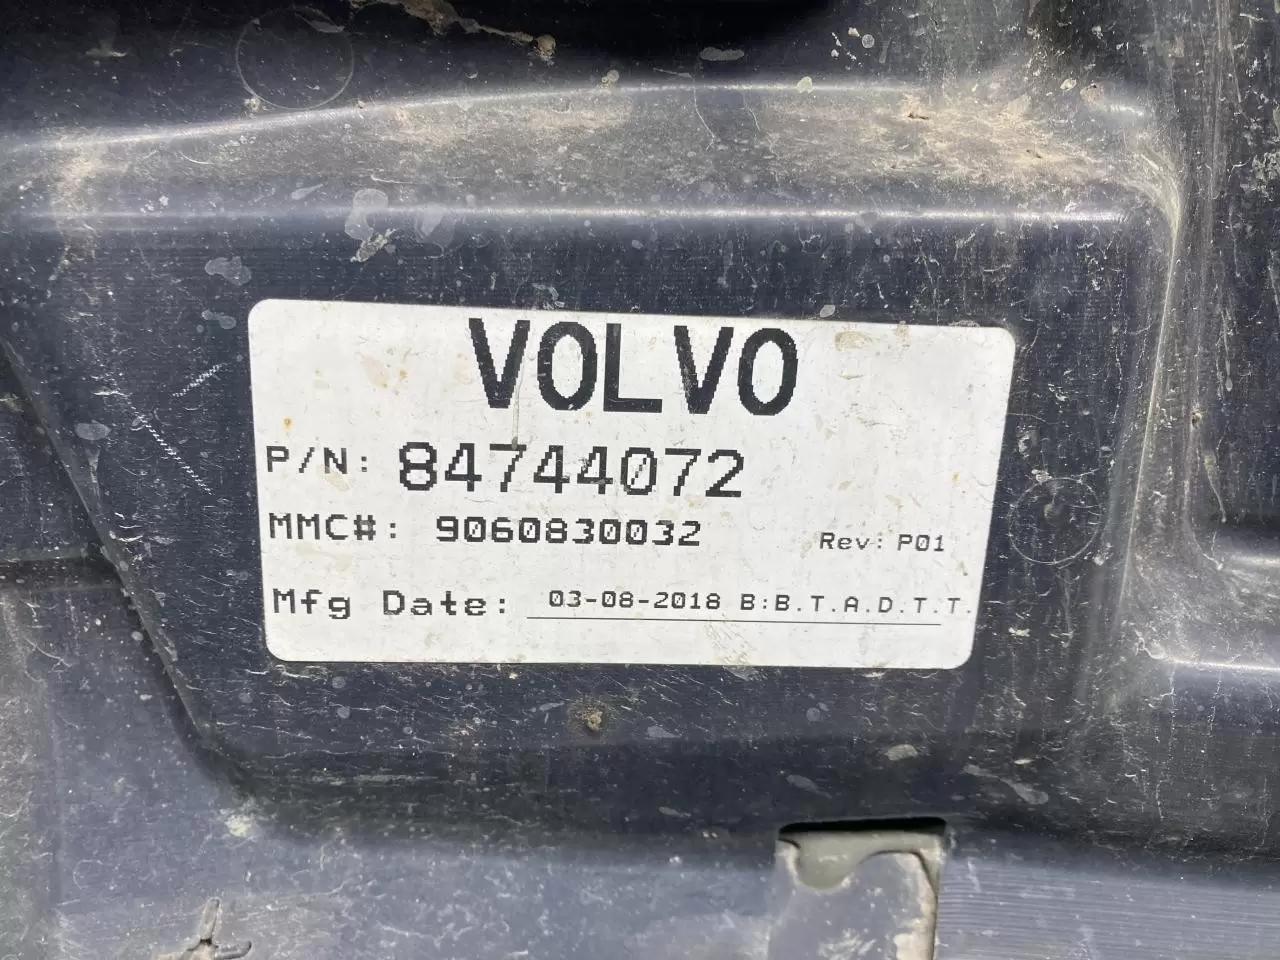 VOLVO
P/N: 84744072
MMC#: 9060830032 Rev: P01
Mfg Date: 03-08-2018 B:B.T.A.D.T.T.